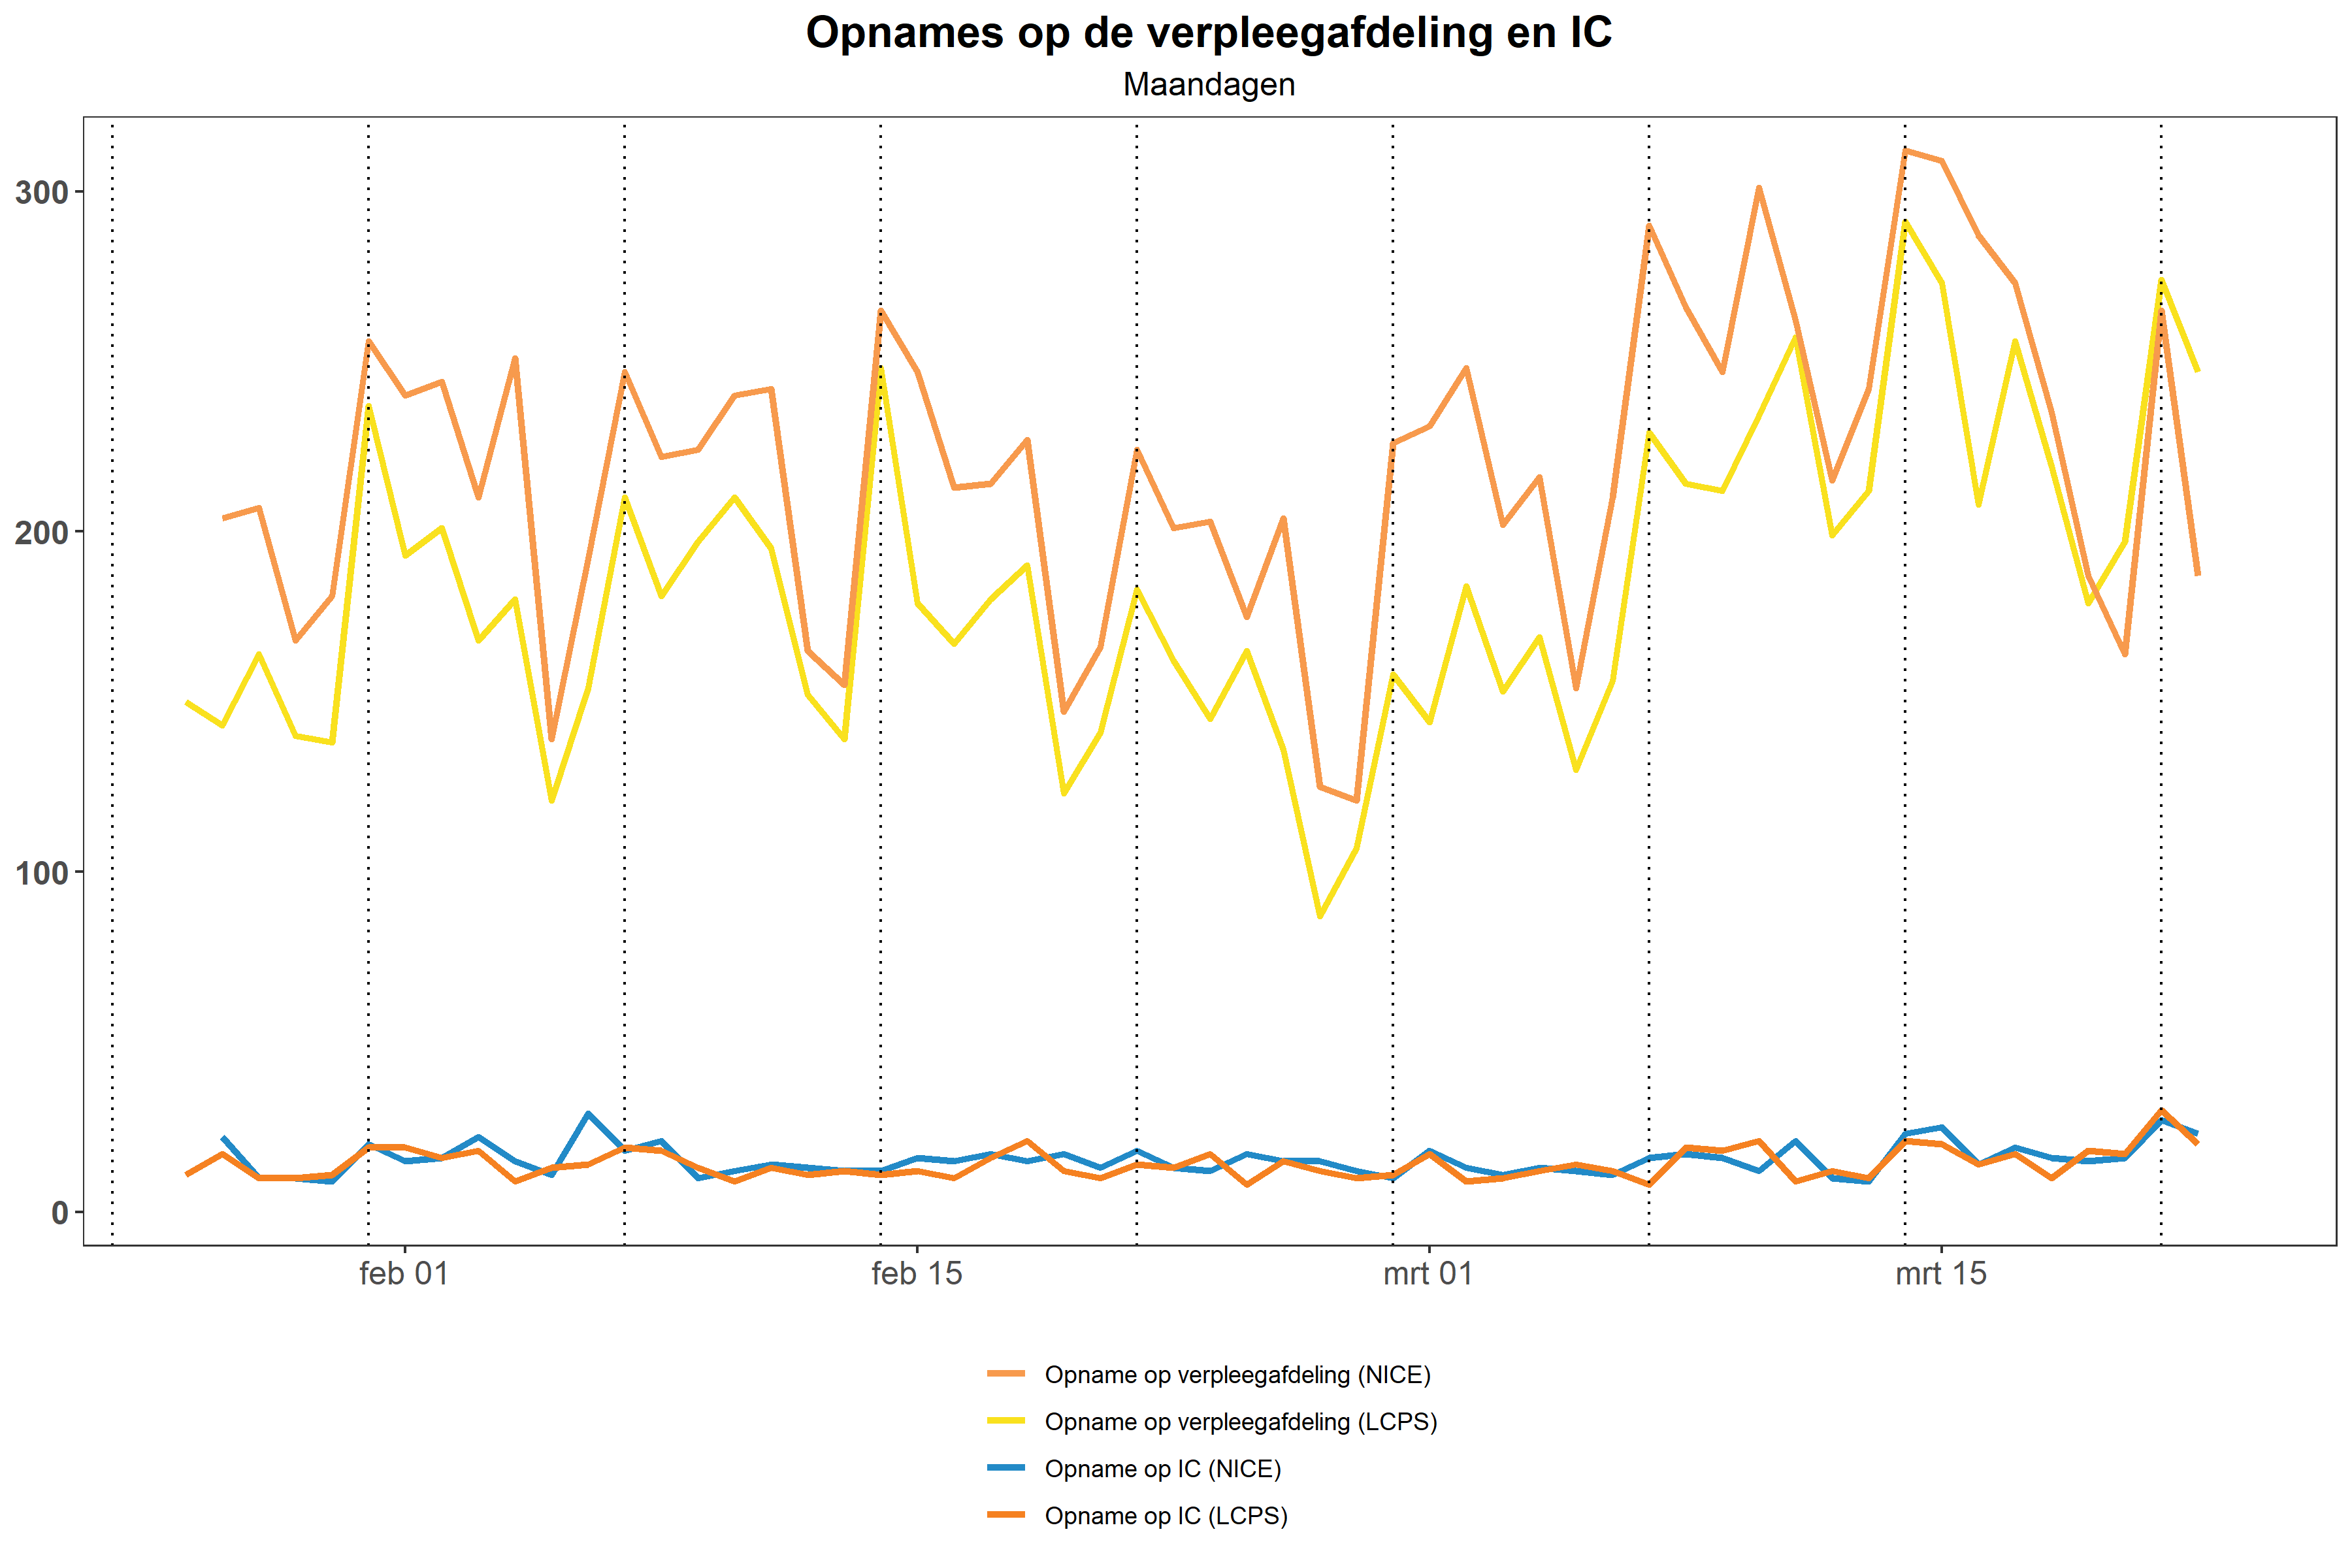 Opnames op de verpleegafdeling en IC
Maandagen
300
200
100
0
feb 01 feb 15 mrt 01 mrt 15
Opname op verpleegafdeling (NICE)
Opname op verpleegafdeling (LCPS)
Opname op IC (NICE)
Opname op IC (LCPS)